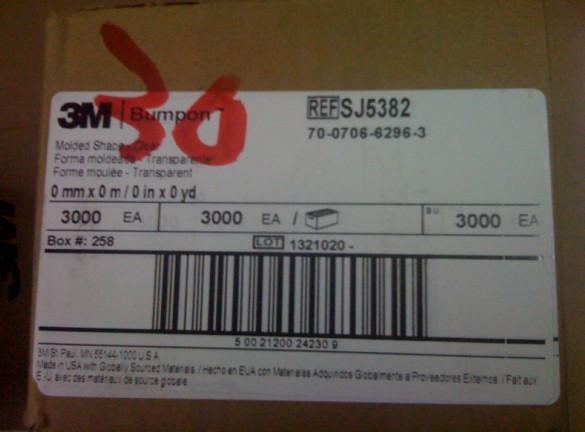 36
3M Bumpon™
REF SJ5382
70-0706-6296-3
Molded Shape - Clear
Forma moldeada - Transparente
Forme moulée - Transparent
0 mm x 0 m / 0 in x 0 yd
3000 EA 3000 EA / 3000 EA
Box #: 258 LOT 1321020 -
5 00 21200 24230 9
3M St. Paul, MN 55144-1000 U.S.A.
Made in USA with Globally Sourced Materials. / Hecho en EUA con Materiales Adquiridos Globalmente a Proveedores Externos. / Fait aux
É.-U. avec des matériaux de source globale
3M